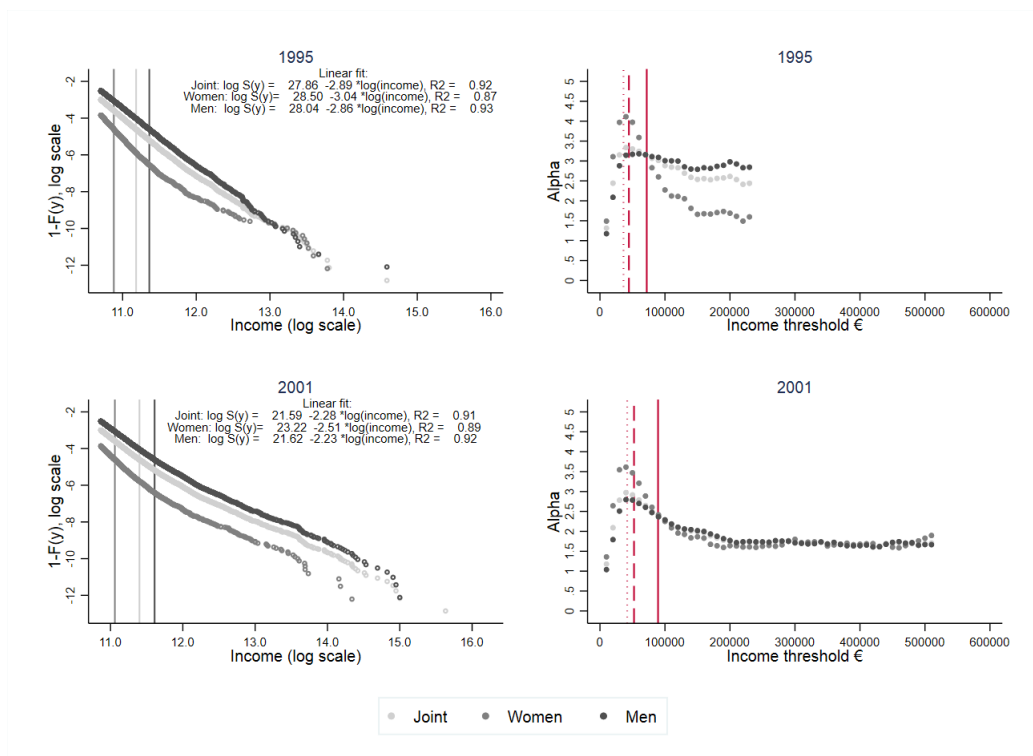 1995
Linear fit:
Joint: log S(y) = 27.86 -2.89 *log(income), R2 = 0.92
Women: log S(y)= 28.50 -3.04 *log(income), R2 = 0.87
Men: log S(y) = 28.04 -2.86 *log(income), R2 = 0.93
1-F(y), log scale
-2
-4
-6
-8
-10
-12
11.0 12.0 13.0 14.0 15.0 16.0
Income (log scale)
1995
Alpha
5
4.5
4
3.5
3
2.5
2
1.5
1
.5
0
0 100000 200000 300000 400000 500000 600000
Income threshold €
2001
Linear fit:
Joint: log S(y) = 21.59 -2.28 *log(income), R2 = 0.91
Women: log S(y)= 23.22 -2.51 *log(income), R2 = 0.89
Men: log S(y) = 21.62 -2.23 *log(income), R2 = 0.92
1-F(y), log scale
-2
-4
-6
-8
-10
-12
11.0 12.0 13.0 14.0 15.0 16.0
Income (log scale)
2001
Alpha
5
4.5
4
3.5
3
2.5
2
1.5
1
.5
0
0 100000 200000 300000 400000 500000 600000
Income threshold €
Joint Women Men